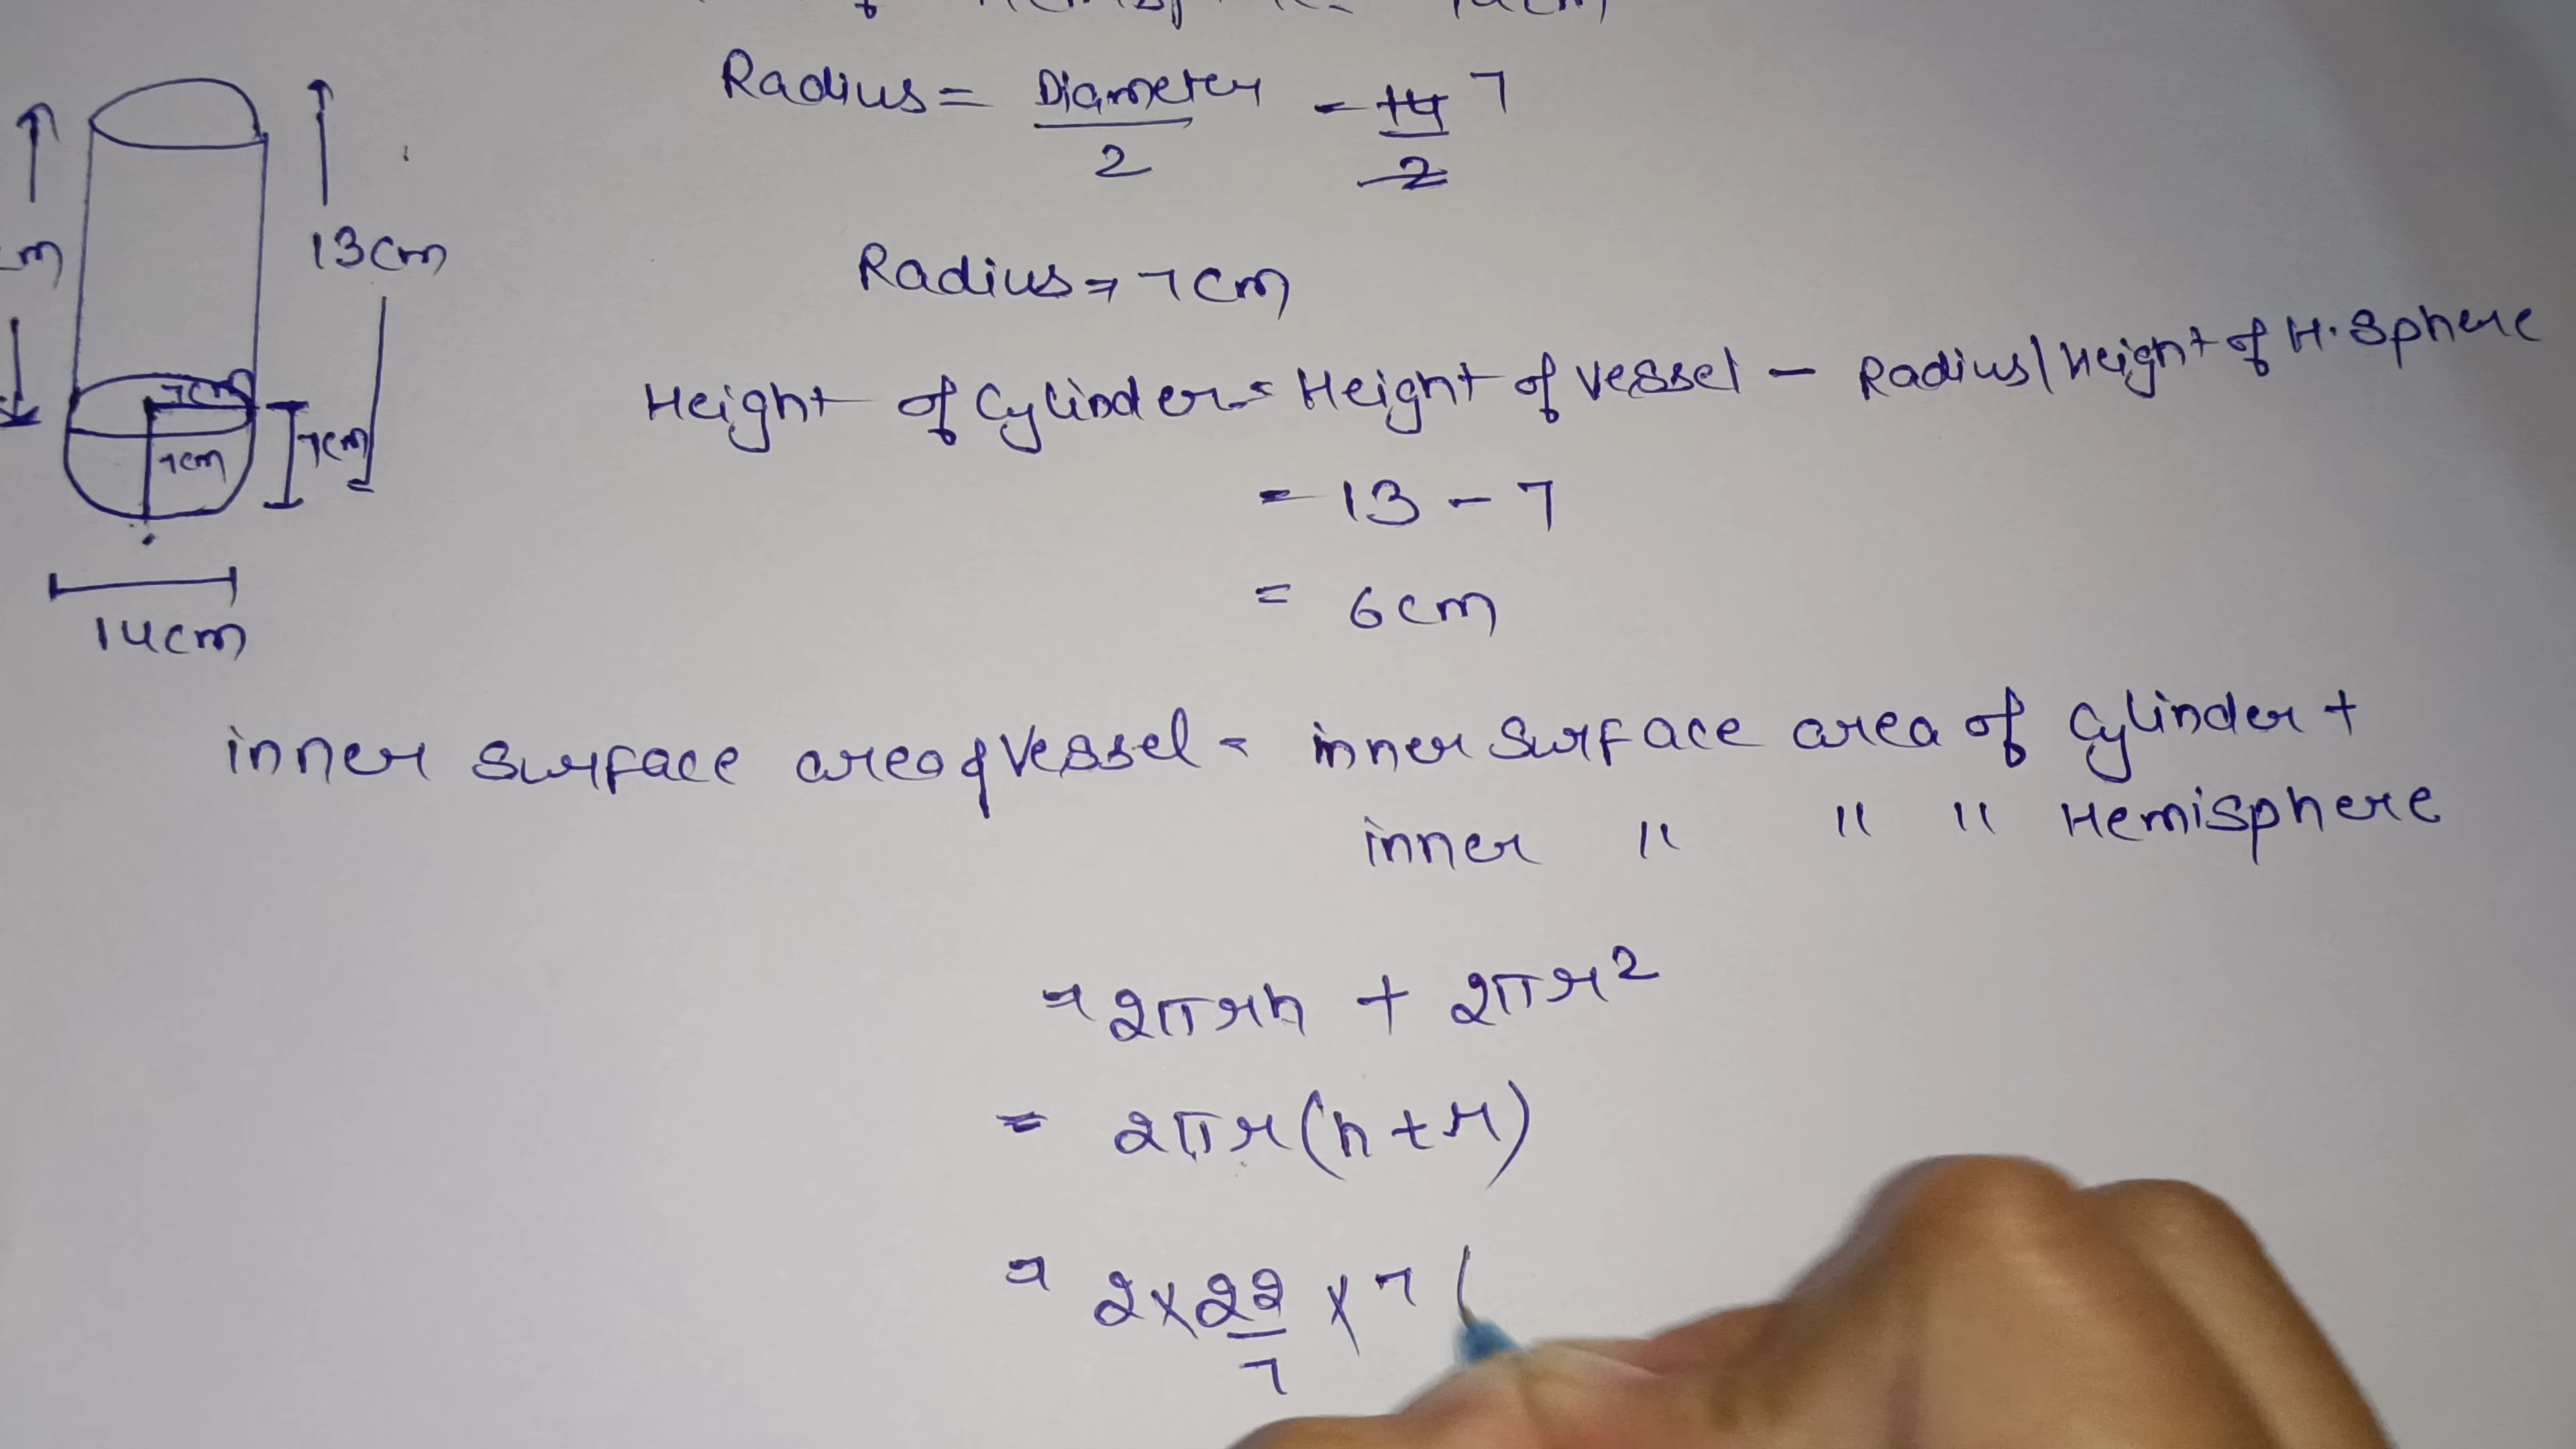 Radius = Diameter/2 = 14/2 7
Radius = 7cm
Height of Cylinder = Height of Vessel - Radius/Height of H.Sphere
= 13 - 7
= 6cm
13cm
7cm
7cm
7cm
14cm
inner surface area of Vessel = inner surface area of Cylinder +
inner " " " Hemisphere
= 2πrh + 2πr²
= 2πr(h+r)
= 2×22/7 × 7 (